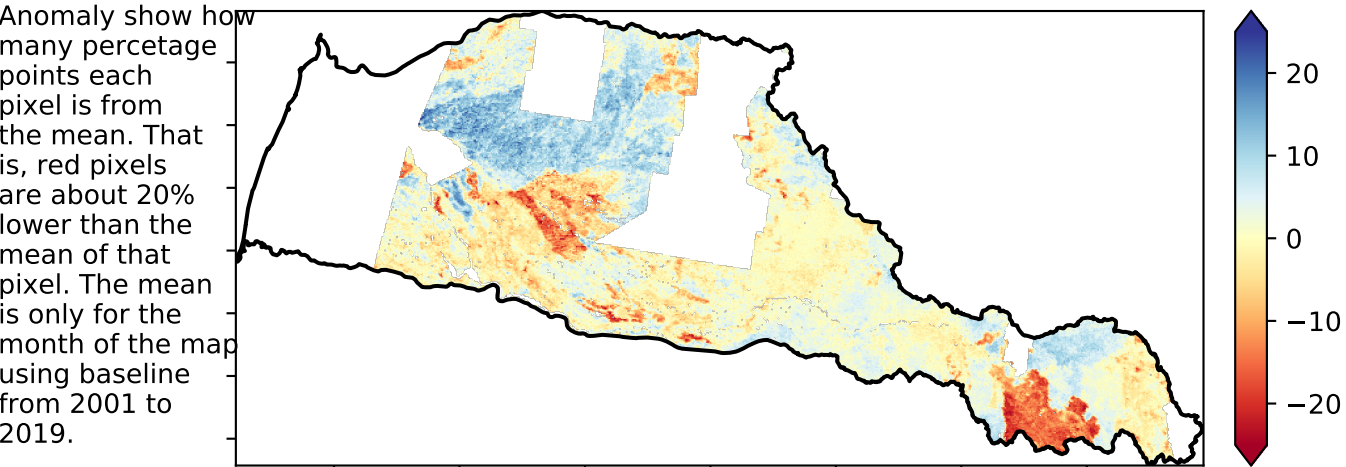 Anomaly show how
many percetage
points each
pixel is from
the mean. That
is, red pixels
are about 20%
lower than the
mean of that
pixel. The mean
is only for the
month of the map
using baseline
from 2001 to
2019.
20
10
0
−10
−20